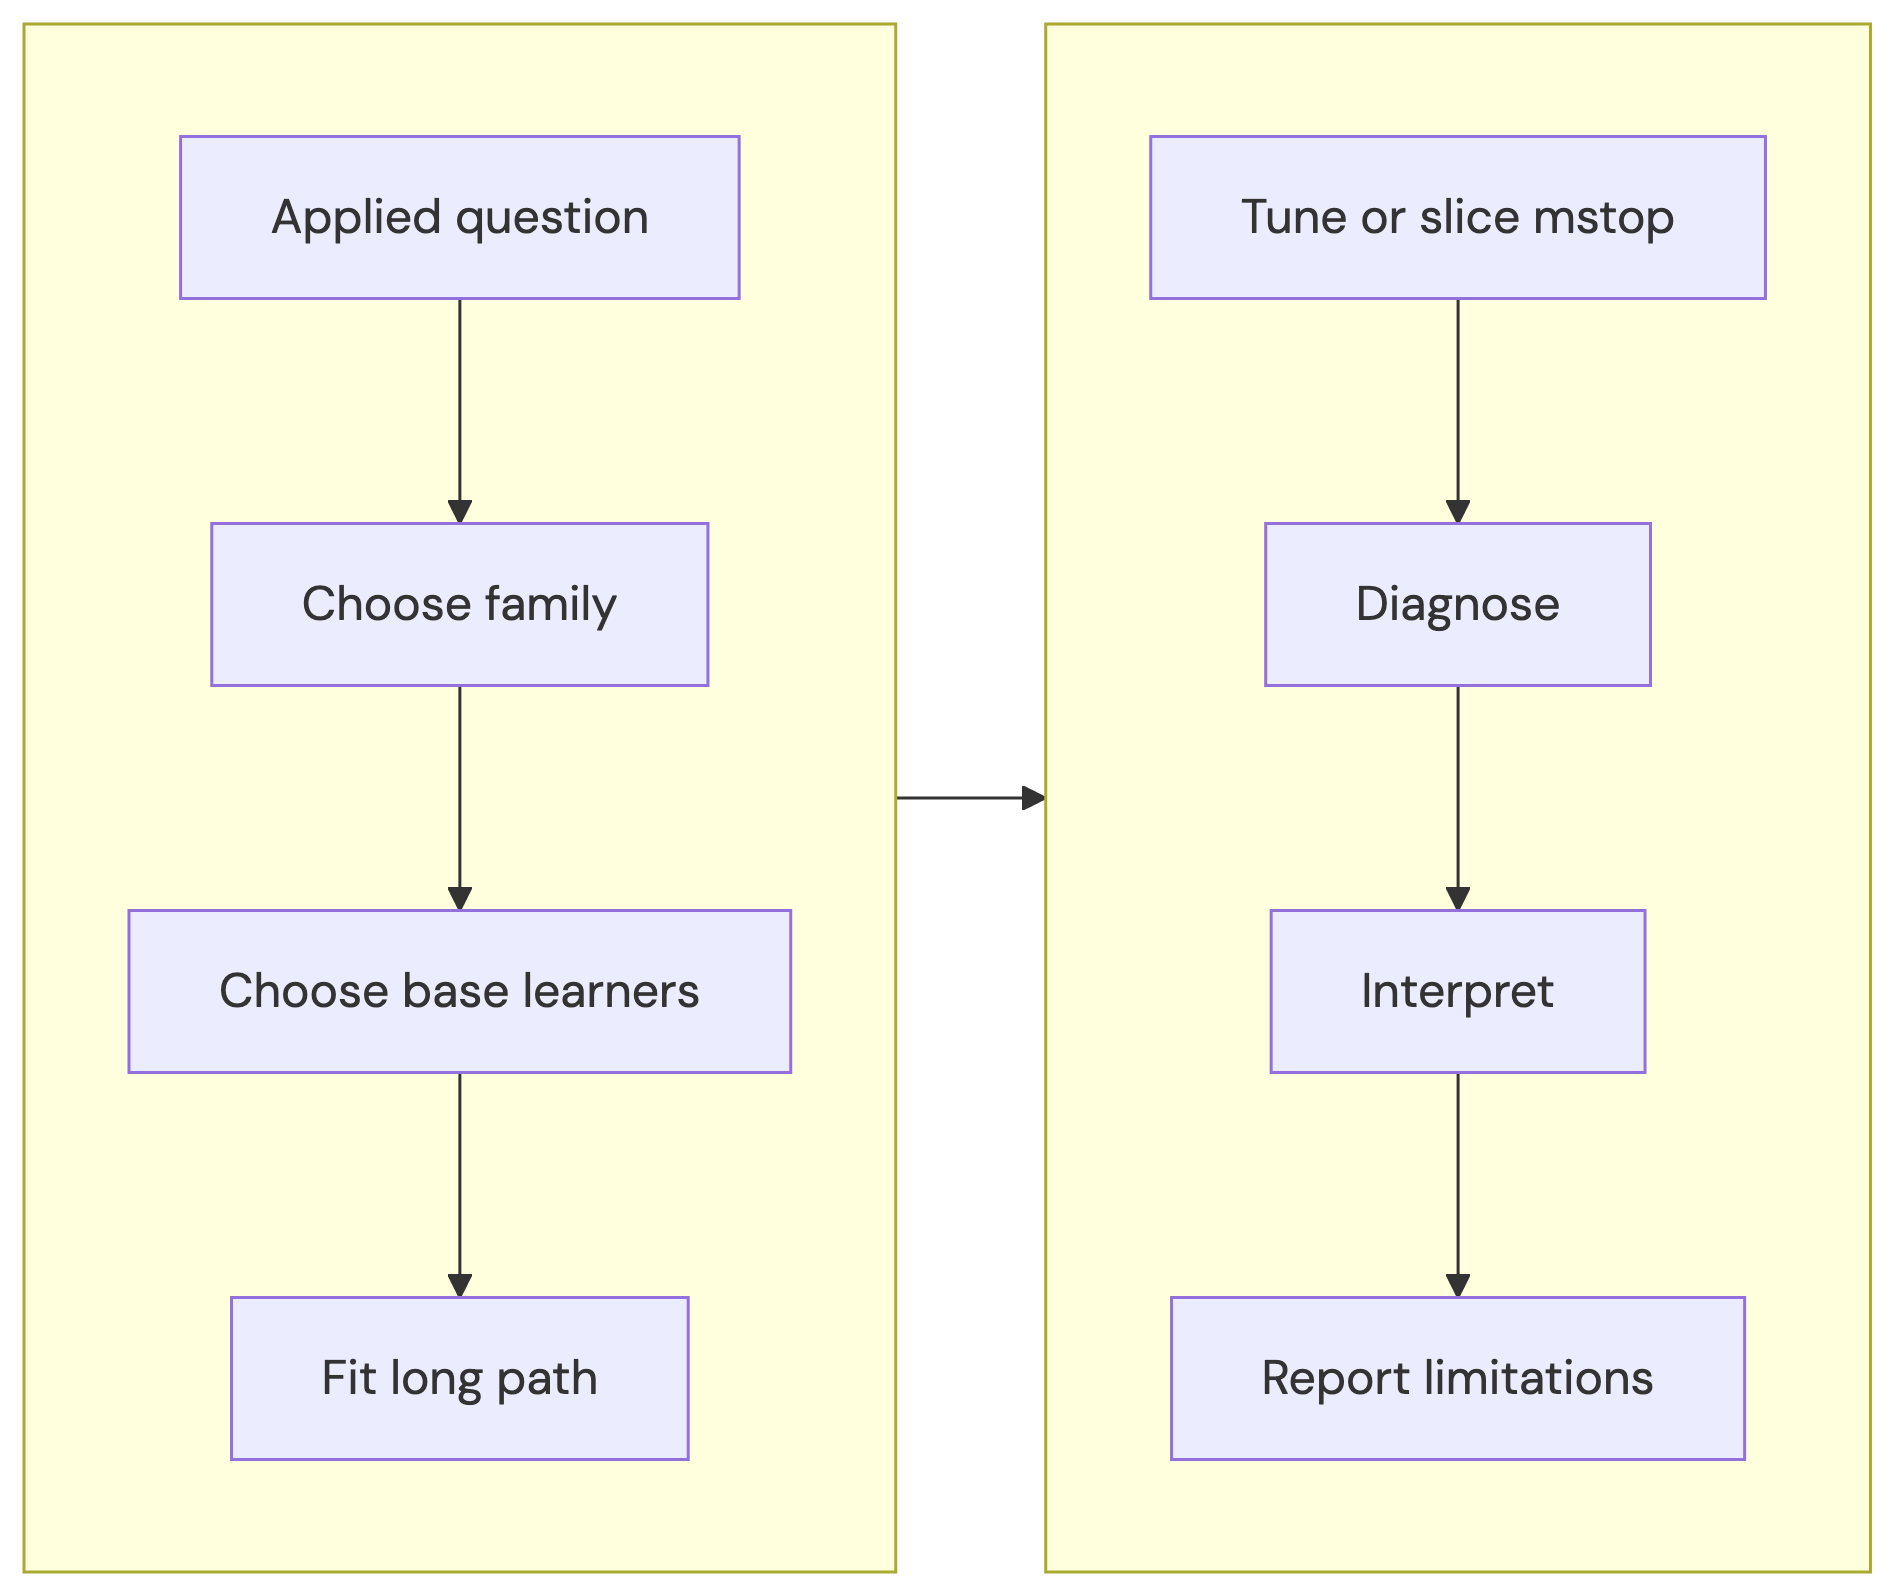 Applied question
Choose family
Choose base learners
Fit long path
Tune or slice mstop
Diagnose
Interpret
Report limitations